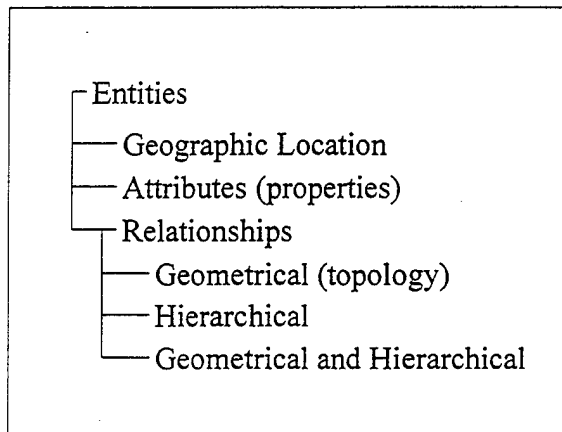 Entities
Geographic Location
Attributes (properties)
Relationships
Geometrical (topology)
Hierarchical
Geometrical and Hierarchical